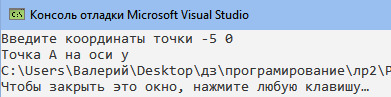 Консоль отладки Microsoft Visual Studio
Введите координаты точки -5 0
Точка А на оси y
C:\Users\Валерий\Desktop\дз\програмирование\лр2\P
Чтобы закрыть это окно, нажмите любую клавишу…